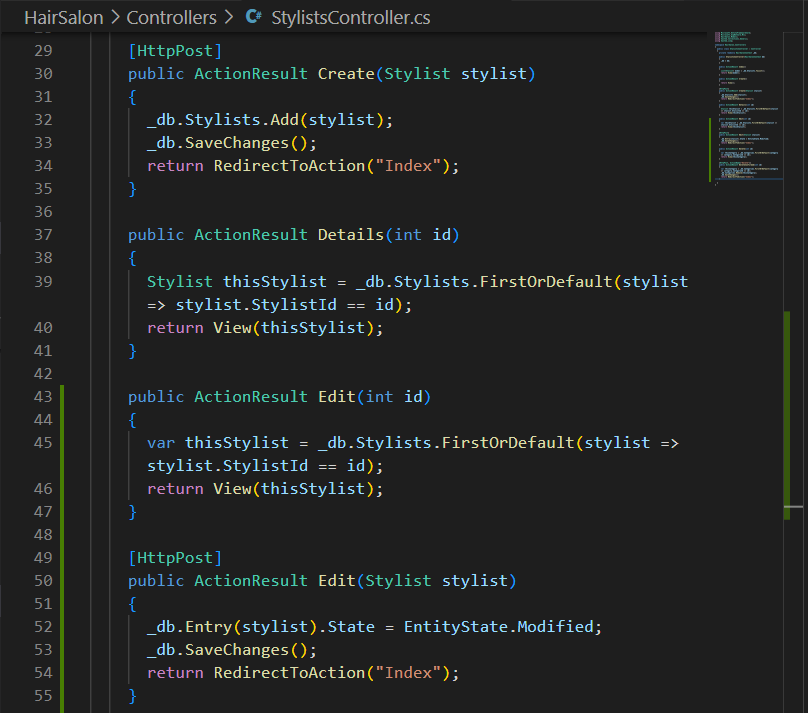 HairSalon > Controllers > C# StylistsController.cs
29 [HttpPost]
30 public ActionResult Create(Stylist stylist)
31 {
32 _db.Stylists.Add(stylist);
33 _db.SaveChanges();
34 return RedirectToAction("Index");
35 }
36
37 public ActionResult Details(int id)
38 {
39 Stylist thisStylist = _db.Stylists.FirstOrDefault(stylist
=> stylist.StylistId == id);
40 return View(thisStylist);
41 }
42
43 public ActionResult Edit(int id)
44 {
45 var thisStylist = _db.Stylists.FirstOrDefault(stylist =>
stylist.StylistId == id);
46 return View(thisStylist);
47 }
48
49 [HttpPost]
50 public ActionResult Edit(Stylist stylist)
51 {
52 _db.Entry(stylist).State = EntityState.Modified;
53 _db.SaveChanges();
54 return RedirectToAction("Index");
55 }